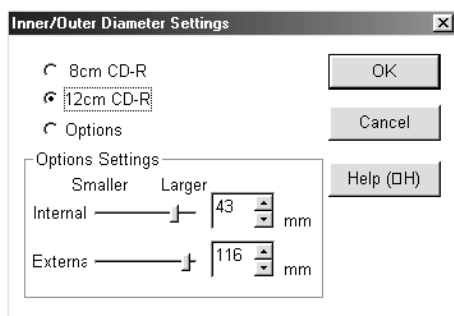 Inner/Outer Diameter Settings
8cm CD-R
OK
12cm CD-R
Cancel
Options
Options Settings
Help (□H)
Smaller Larger
Internal 43 mm
Externa 116 mm